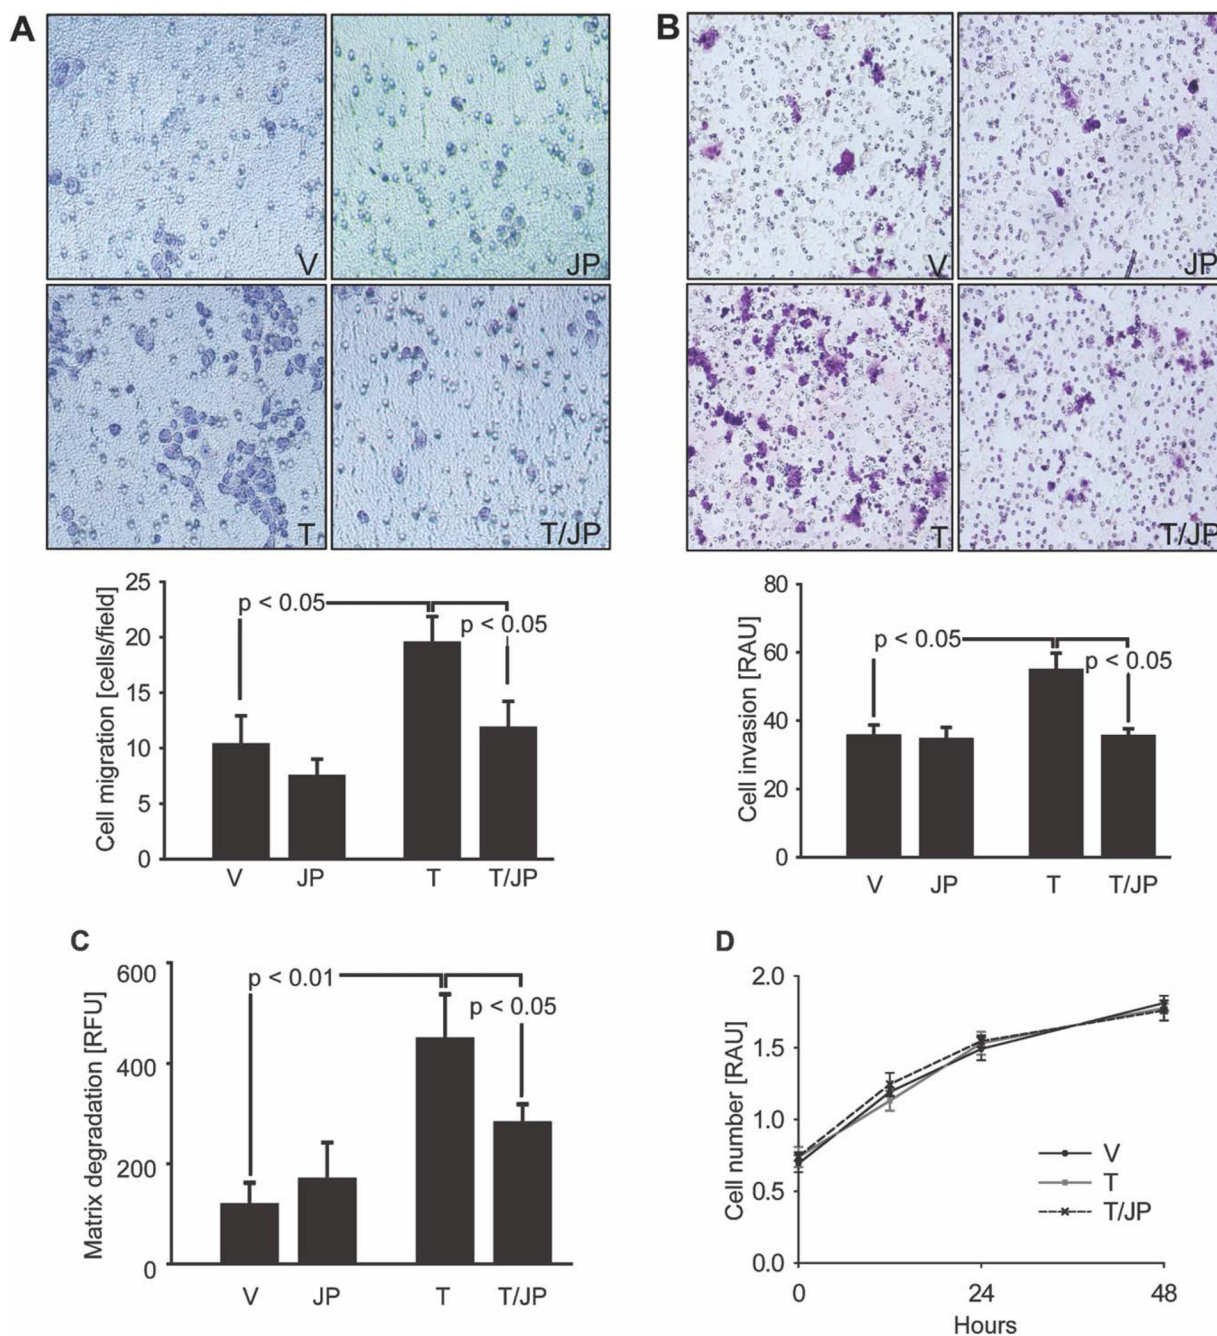 A
B
V
JP
V
JP
T
T/JP
T
T/JP
Cell migration [cells/field]
25
20
15
10
5
0
p < 0.05
p < 0.05
V JP T T/JP
Cell invasion [RAU]
80
60
40
20
0
p < 0.05
p < 0.05
V JP T T/JP
C
Matrix degradation [RFU]
600
400
200
0
p < 0.01
p < 0.05
V JP T T/JP
D
Cell number [RAU]
2.0
1.5
1.0
0.5
0.0
V
T
T/JP
0 24 48
Hours